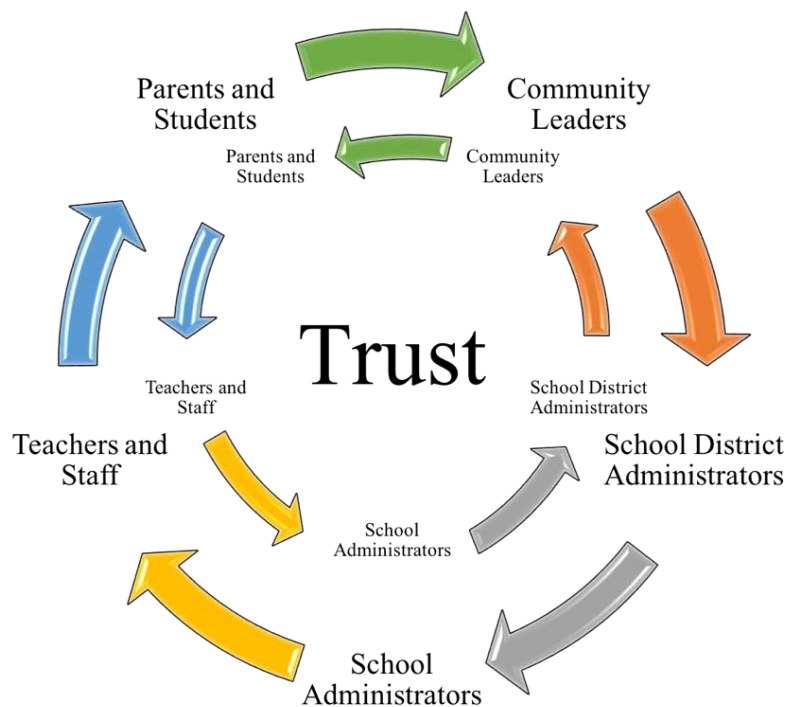 Parents and
Students
Community
Leaders
Parents and
Students
Community
Leaders
Trust
Teachers and
Staff
School District
Administrators
Teachers and
Staff
School District
Administrators
School
Administrators
School
Administrators